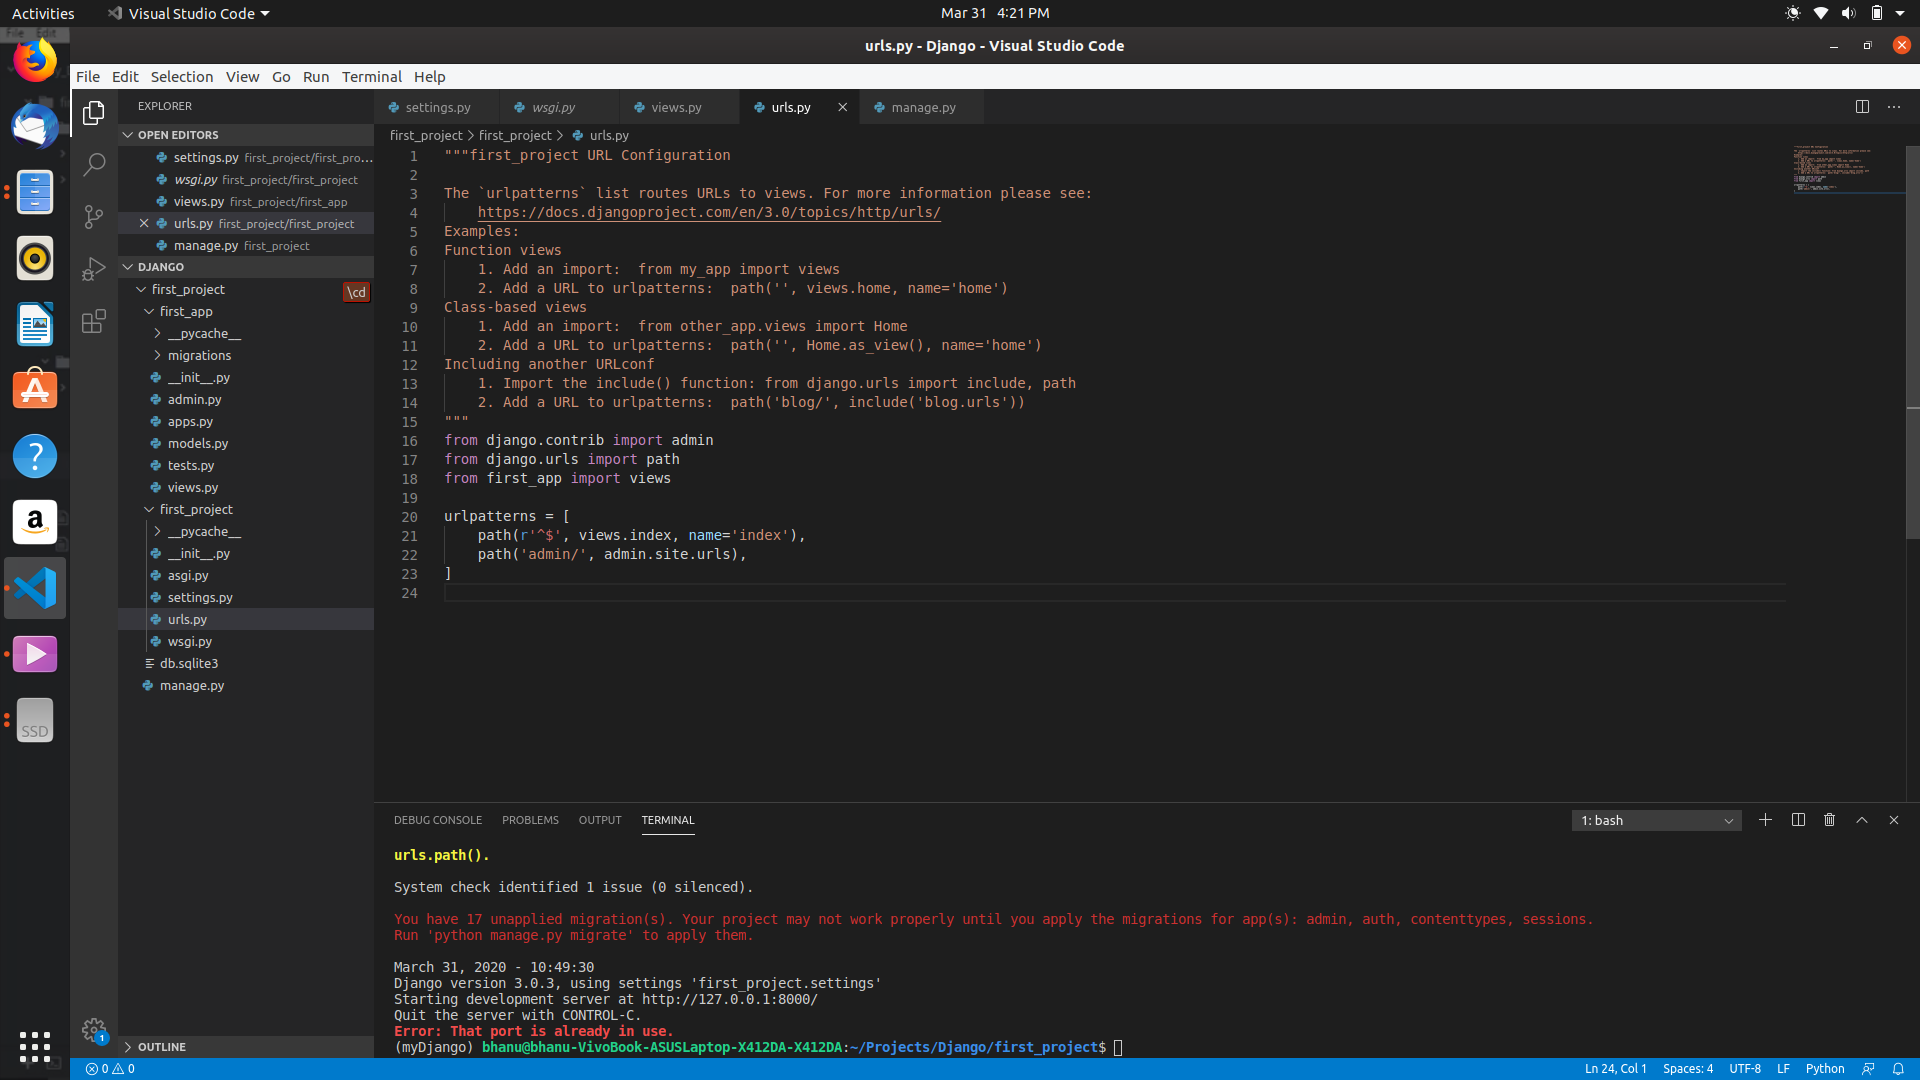 Activities
Visual Studio Code
Mar 31 4:21 PM
File Edit
urls.py - Django - Visual Studio Code
File Edit Selection View Go Run Terminal Help
EXPLORER
OPEN EDITORS
settings.py first_project/first_pro...
wsgi.py first_project/first_project
views.py first_project/first_app
urls.py first_project/first_project
manage.py first_project
DJANGO
first_project
\cd
first_app
__pycache__
migrations
__init__.py
admin.py
apps.py
models.py
tests.py
views.py
first_project
__pycache__
__init__.py
asgi.py
settings.py
urls.py
wsgi.py
db.sqlite3
manage.py
OUTLINE
settings.py
wsgi.py
views.py
urls.py
manage.py
first_project > first_project > urls.py
1 """first_project URL Configuration
2
3 The `urlpatterns` list routes URLs to views. For more information please see:
4 https://docs.djangoproject.com/en/3.0/topics/http/urls/
5 Examples:
6 Function views
7 1. Add an import:  from my_app import views
8 2. Add a URL to urlpatterns:  path('', views.home, name='home')
9 Class-based views
10 1. Add an import:  from other_app.views import Home
11 2. Add a URL to urlpatterns:  path('', Home.as_view(), name='home')
12 Including another URLconf
13 1. Import the include() function: from django.urls import include, path
14 2. Add a URL to urlpatterns:  path('blog/', include('blog.urls'))
15 """
16 from django.contrib import admin
17 from django.urls import path
18 from first_app import views
19
20 urlpatterns = [
21 path(r'^$', views.index, name='index'),
22 path('admin/', admin.site.urls),
23 ]
24
DEBUG CONSOLE PROBLEMS OUTPUT TERMINAL
1: bash
urls.path().
System check identified 1 issue (0 silenced).
You have 17 unapplied migration(s). Your project may not work properly until you apply the migrations for app(s): admin, auth, contenttypes, sessions.
Run 'python manage.py migrate' to apply them.
March 31, 2020 - 10:49:30
Django version 3.0.3, using settings 'first_project.settings'
Starting development server at http://127.0.0.1:8000/
Quit the server with CONTROL-C.
Error: That port is already in use.
(myDjango) bhanu@bhanu-VivoBook-ASUSLaptop-X412DA-X412DA:~/Projects/Django/first_project$
a
?
SSD
1
0 0
Ln 24, Col 1 Spaces: 4 UTF-8 LF Python